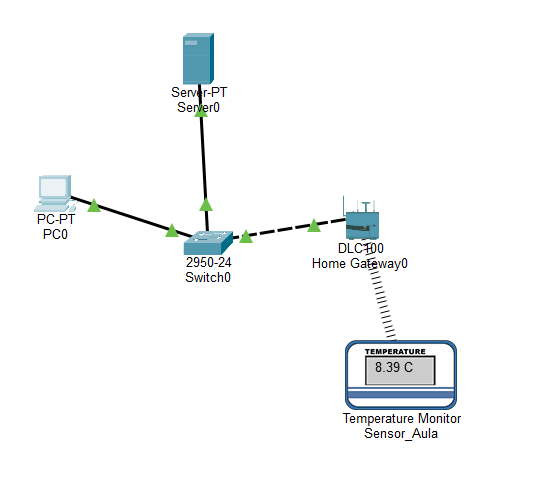 Server-PT
Server0
PC-PT
PC0
2950-24
Switch0
DLC100
Home Gateway0
TEMPERATURE
8.39 C
Temperature Monitor
Sensor_Aula